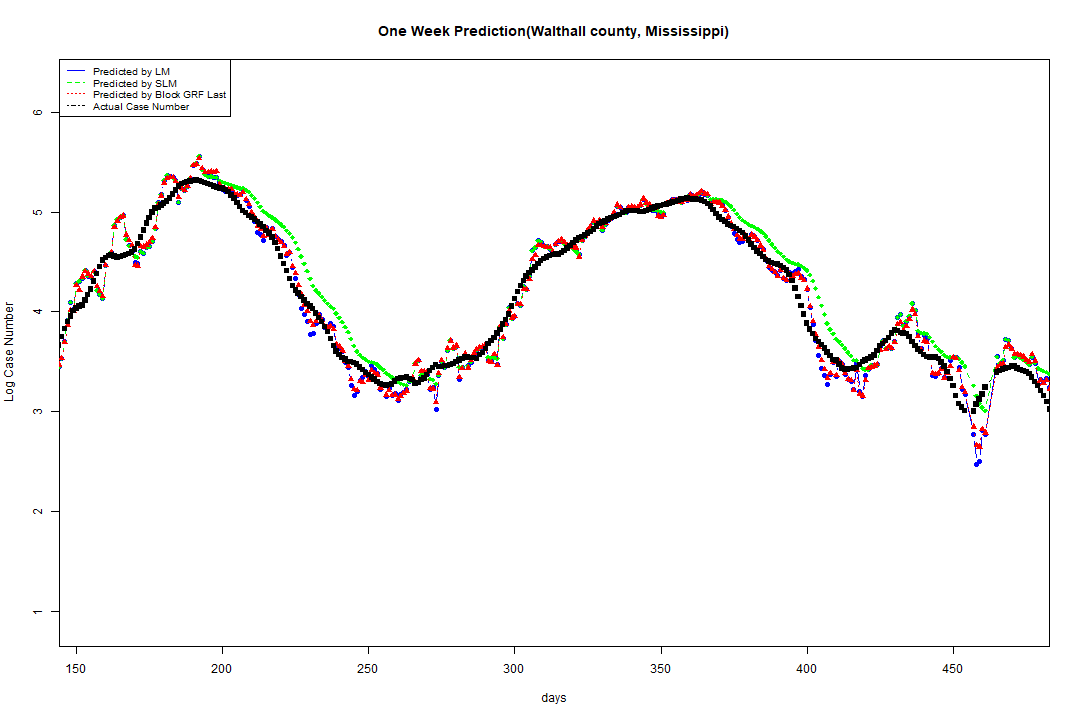 One Week Prediction(Walthall county, Mississippi)
Predicted by LM
Predicted by SLM
Predicted by Block GRF Last
Actual Case Number
6
5
4
3
2
1
Log Case Number
150 200 250 300 350 400 450
days